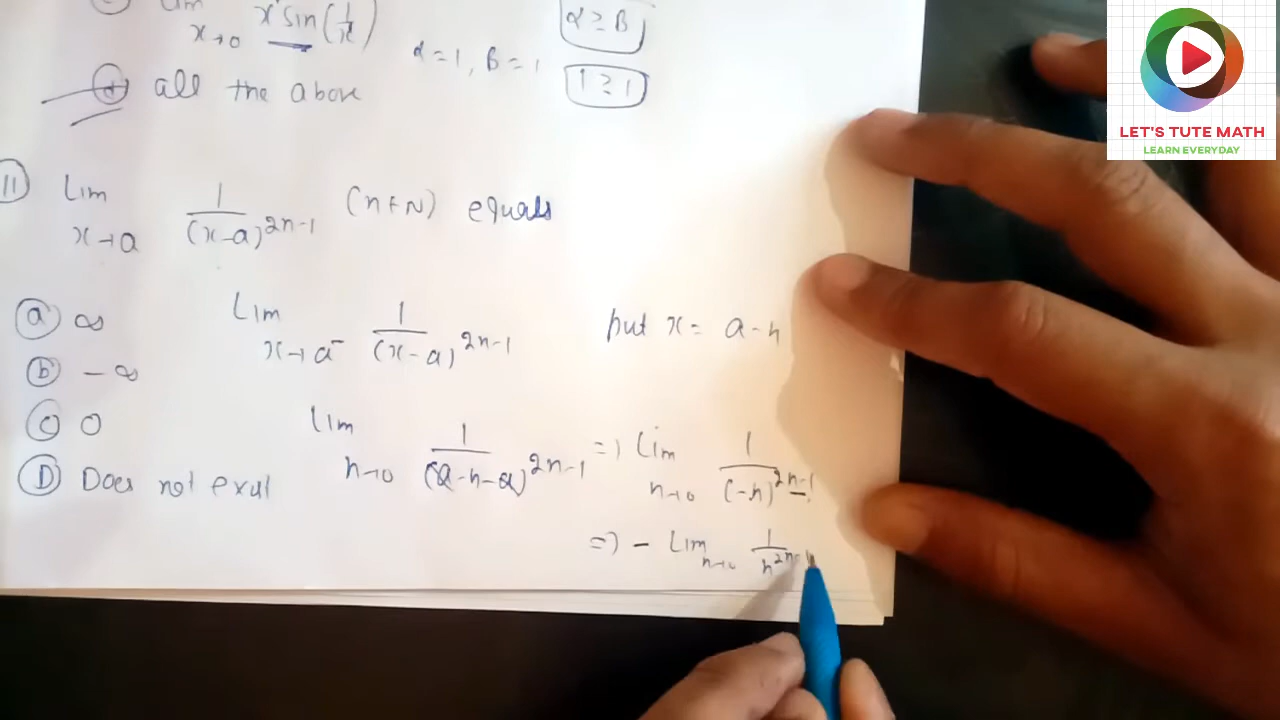 Lim x→0 x sin(1/x)
α ≥ β
α = 1, β = 1
1 ≥ 1
(d) all the above
(11) Lim x→a 1/(x-a)^2n-1 (n∈N) equals
(a) ∞
(b) -∞
(c) 0
(D) Does not exist
Lim x→a⁻ 1/(x-a)^2n-1 put x = a-h
Lim h→0 1/(a-h-a)^2n-1 => Lim h→0 1/(-h)^2n-1
=> - Lim h→0 1/h^2n-1
LET'S TUTE MATH
LEARN EVERYDAY